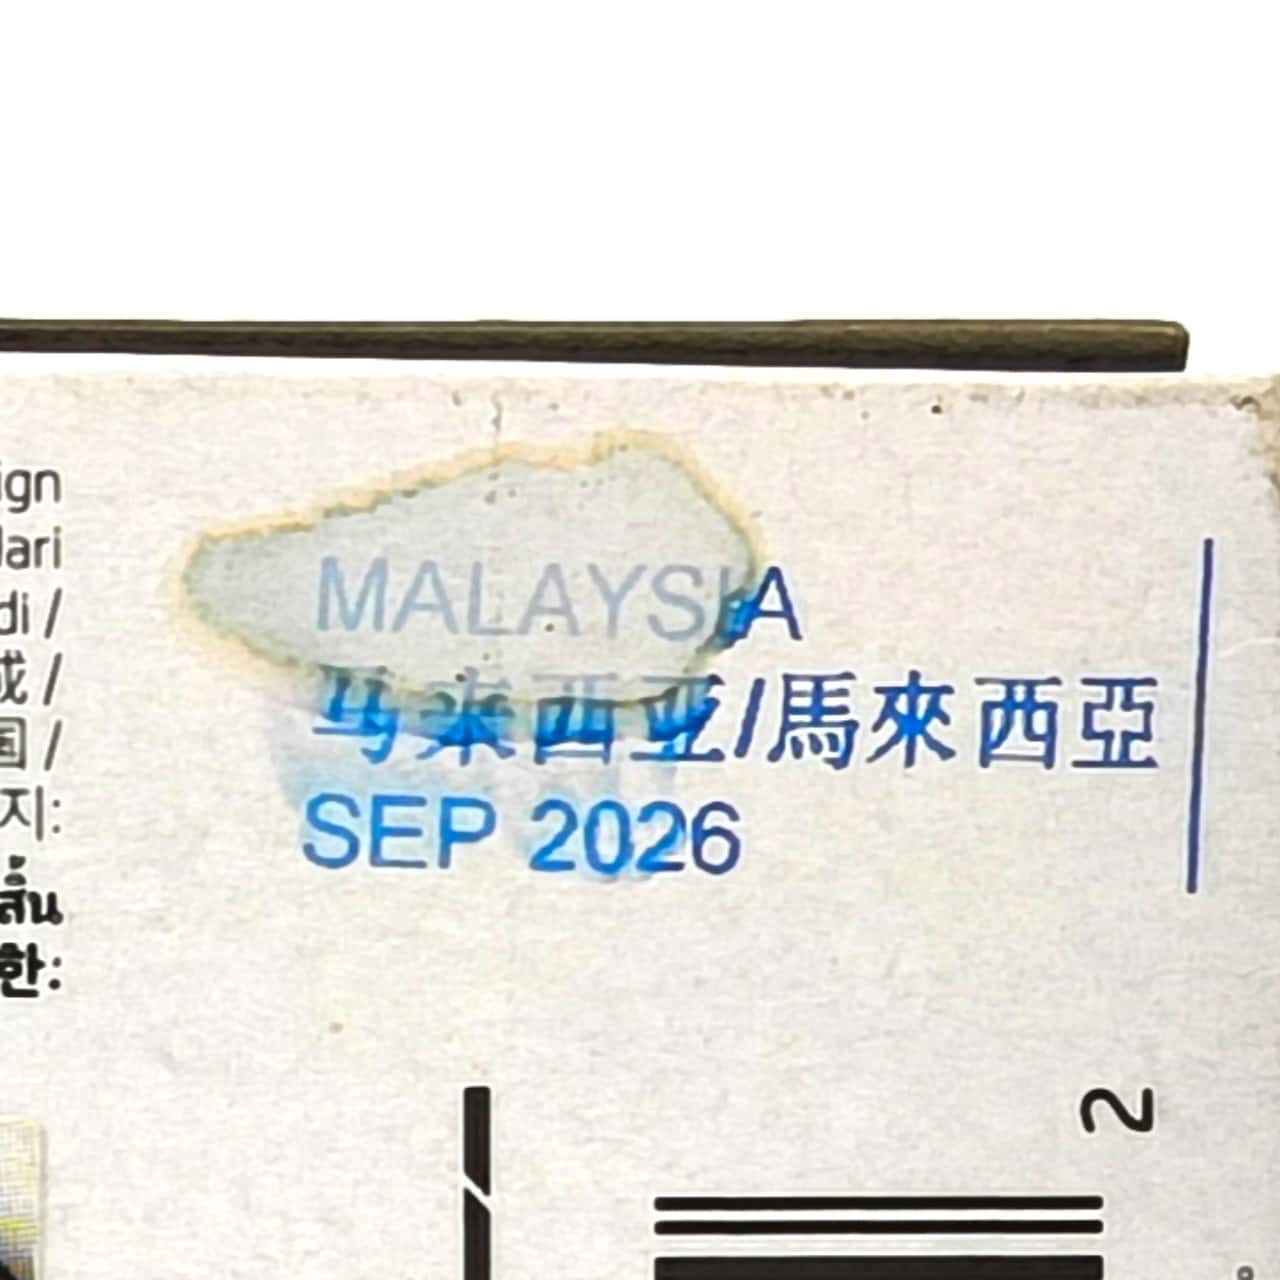 ign
dari
di /
成 /
国 /
지:
สิ้น
한:
MALAYSIA
马来西亚/馬來西亞
SEP 2026
2